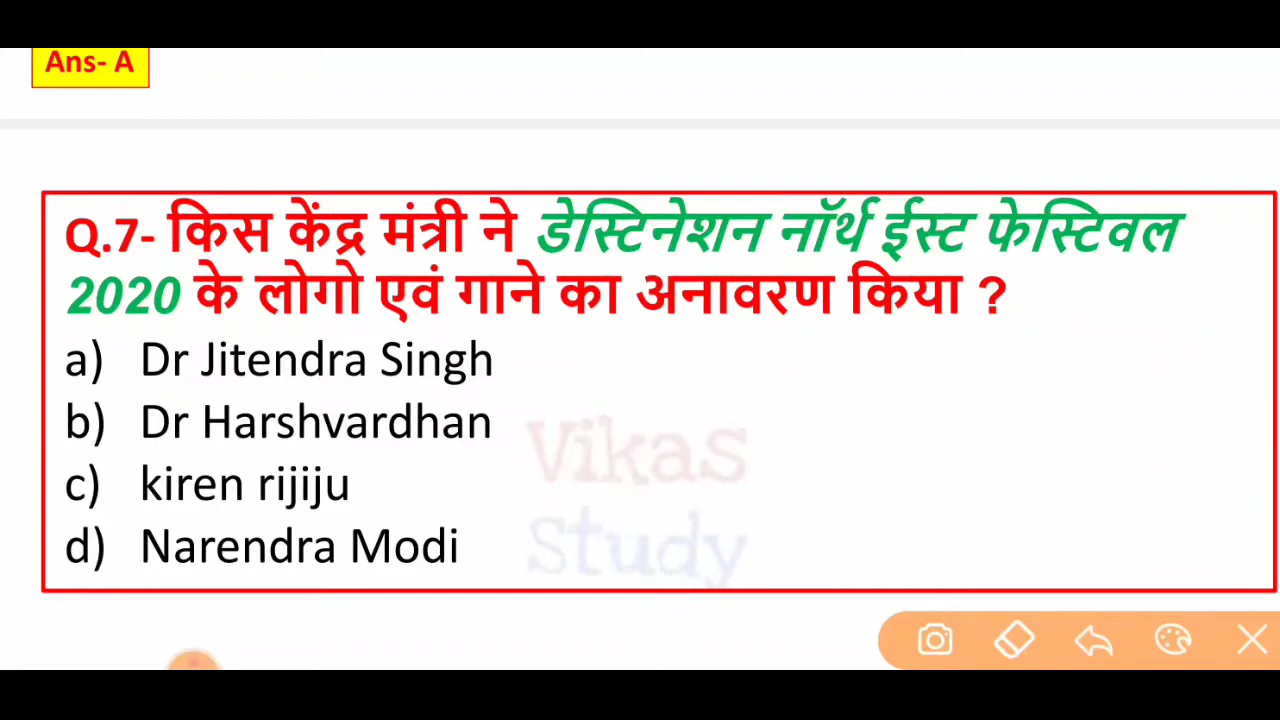 Ans- A
Q.7- किस केंद्र मंत्री ने डेस्टिनेशन नॉर्थ ईस्ट फेस्टिवल
2020 के लोगो एवं गाने का अनावरण किया ?
a) Dr Jitendra Singh
b) Dr Harshvardhan
c) kiren rijiju
d) Narendra Modi
Vikas
Study